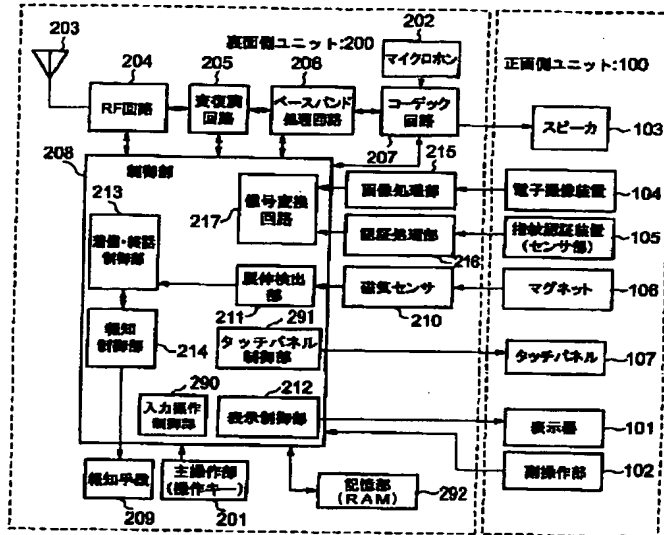 203
204
205
206
裏面側ユニット:200
202
マイクロホン
正面側ユニット:100
RF回路
変復調
回路
ベースバンド
処理回路
コーデック
回路
スピーカ
103
207
208
制御部
215
213
信号変換
回路
217
画像処理部
電子撮像装置
104
着信・終話
制御部
認証処理部
216
指紋認証装置
(センサ部)
105
211
磁気センサ
210
マグネット
106
291
報知
制御部
214
タッチパネル
制御部
タッチパネル
107
290
212
入力操作
制御部
表示制御部
表示器
101
副操作部
102
報知手段
209
主操作部
(操作キー)
201
記憶部
(RAM)
292